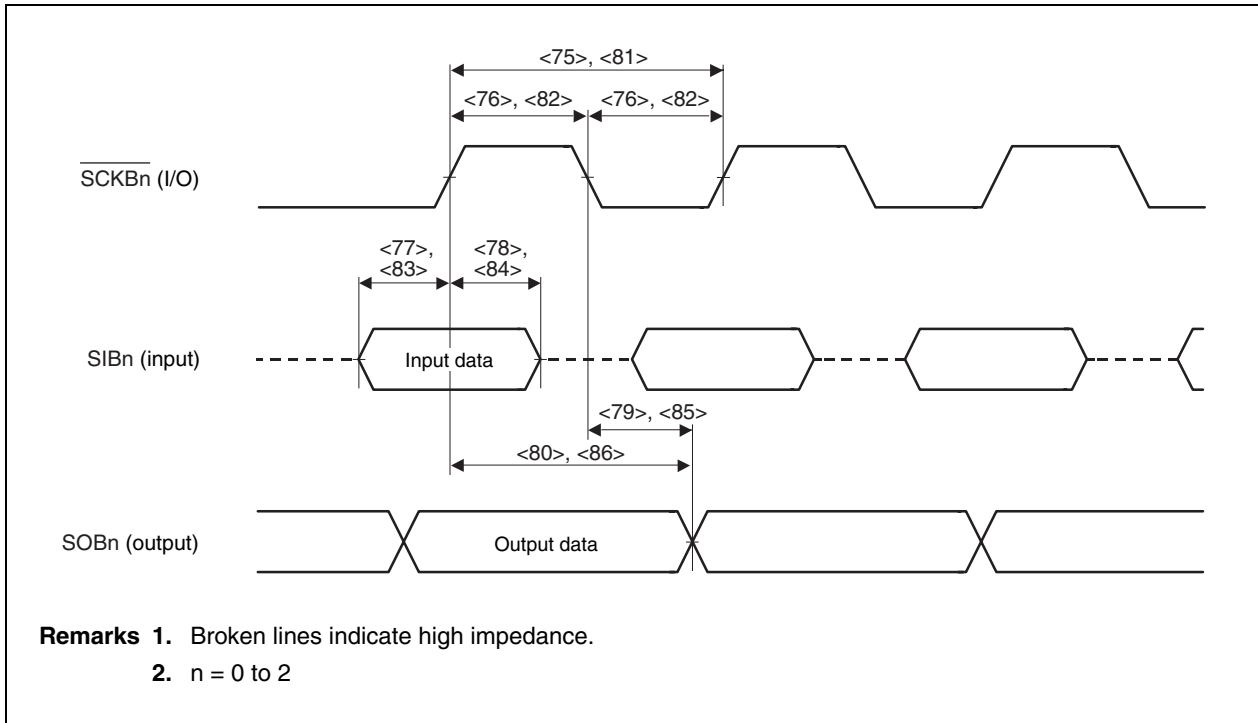 <75>, <81>
<76>, <82> <76>, <82>
SCKBn (I/O)
<77>, <78>,
<83> <84>
SIBn (input)
Input data
<79>, <85>
<80>, <86>
SOBn (output)
Output data
Remarks 1. Broken lines indicate high impedance.
2. n = 0 to 2